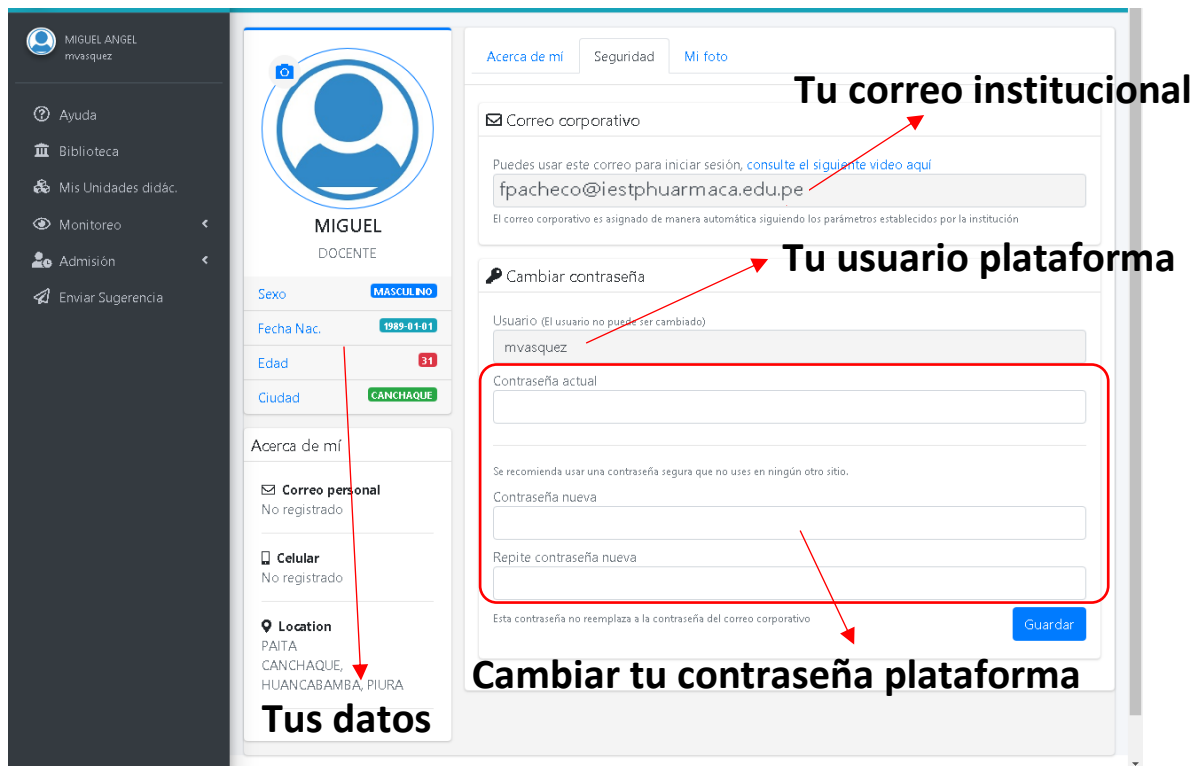 MIGUEL ANGEL
mvasquez
Ayuda
Biblioteca
Mis Unidades didác.
Monitoreo
Admisión
Enviar Sugerencia
MIGUEL
DOCENTE
Sexo MASCULINO
Fecha Nac. 1989-01-01
Edad 31
Ciudad CANCHAQUE
Acerca de mí
Correo personal
No registrado
Celular
No registrado
Location
PAITA
CANCHAQUE,
HUANCABAMBA, PIURA
Tus datos
Acerca de mí Seguridad Mi foto
Tu correo institucional
Correo corporativo
Puedes usar este correo para iniciar sesión, consulte el siguiente video aquí
fpacheco@iestphuarmaca.edu.pe
El correo corporativo es asignado de manera automática siguiendo los parámetros establecidos por la institución
Tu usuario plataforma
Cambiar contraseña
Usuario (El usuario no puede ser cambiado)
mvasquez
Contraseña actual
Se recomienda usar una contraseña segura que no uses en ningún otro sitio.
Contraseña nueva
Repite contraseña nueva
Esta contraseña no reemplaza a la contraseña del correo corporativo
Guardar
Cambiar tu contraseña plataforma